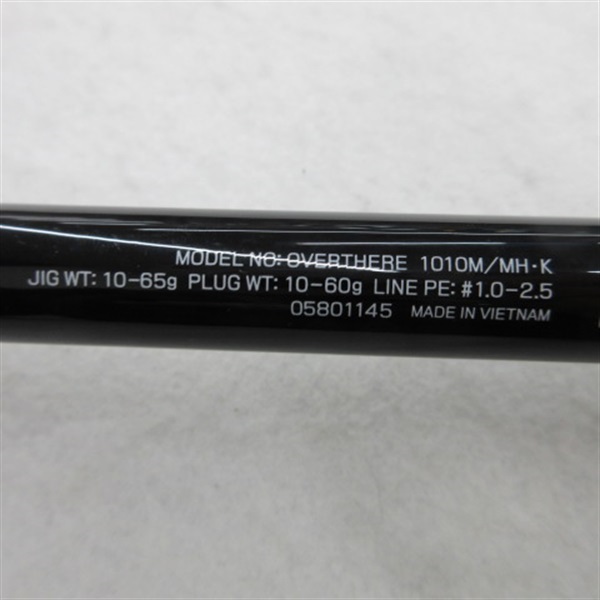 MODEL NO: OVERTHERE 1010M/MH·K
JIG WT: 10-65g PLUG WT: 10-60g LINE PE: #1.0-2.5
05801145 MADE IN VIETNAM